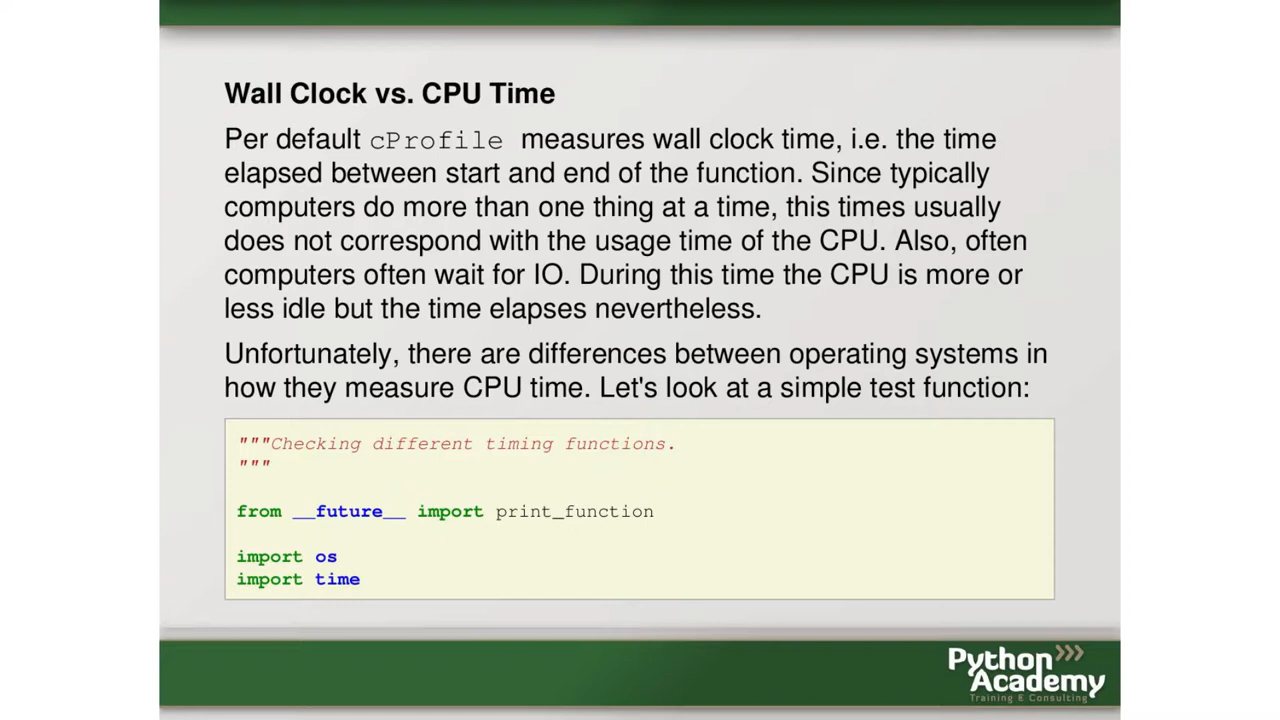 Wall Clock vs. CPU Time
Per default cProfile measures wall clock time, i.e. the time
elapsed between start and end of the function. Since typically
computers do more than one thing at a time, this times usually
does not correspond with the usage time of the CPU. Also, often
computers often wait for IO. During this time the CPU is more or
less idle but the time elapses nevertheless.
Unfortunately, there are differences between operating systems in
how they measure CPU time. Let's look at a simple test function:
"""Checking different timing functions.
"""
from __future__ import print_function
import os
import time
Python
Academy
Training & Consulting